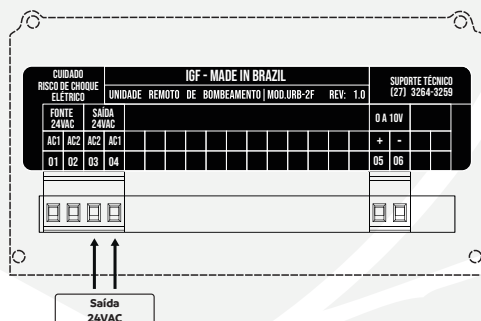 CUIDADO
RISCO DE CHOQUE
ELÉTRICO
IGF - MADE IN BRAZIL
UNIDADE REMOTO DE BOMBEAMENTO | MOD.URB-2F REV: 1.0
SUPORTE TÉCNICO
(27) 3264-3259
FONTE
24VAC
SAÍDA
24VAC
0 A 10V
AC1 AC2 AC2 AC1 + -
01 02 03 04 05 06
Saída
24VAC